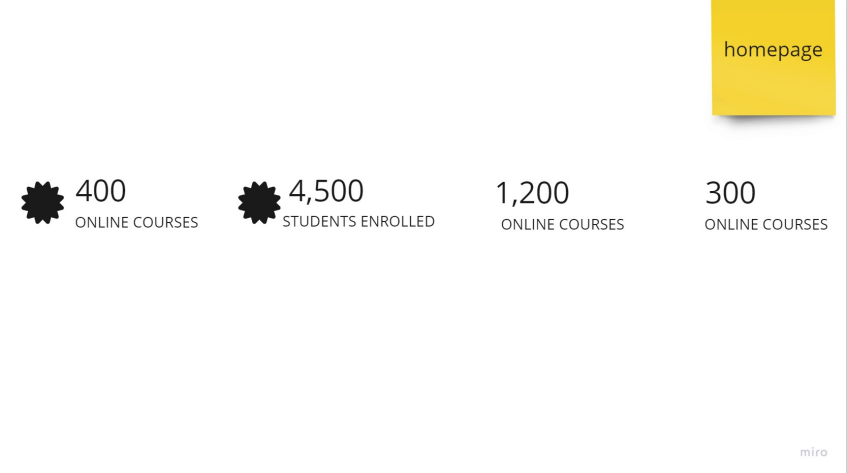 homepage
400
ONLINE COURSES
4,500
STUDENTS ENROLLED
1,200
ONLINE COURSES
300
ONLINE COURSES
miro